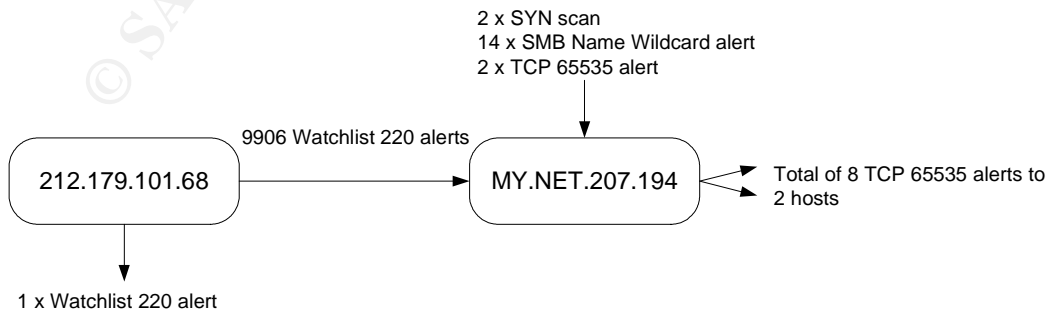 2 x SYN scan
14 x SMB Name Wildcard alert
2 x TCP 65535 alert
9906 Watchlist 220 alerts
212.179.101.68
MY.NET.207.194
Total of 8 TCP 65535 alerts to
2 hosts
1 x Watchlist 220 alert
© SA